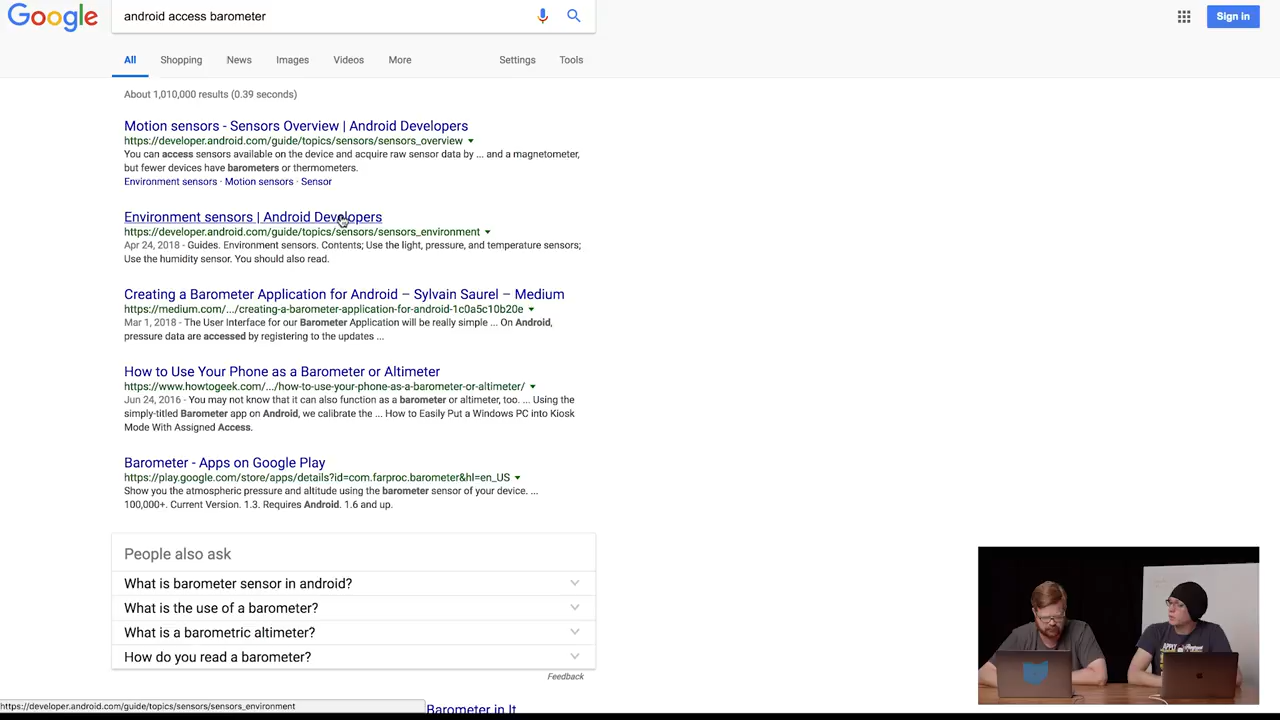 Google
android access barometer
Sign in
All
Shopping
News
Images
Videos
More
Settings
Tools
About 1,010,000 results (0.39 seconds)
Motion sensors - Sensors Overview | Android Developers
https://developer.android.com/guide/topics/sensors/sensors_overview
You can access sensors available on the device and acquire raw sensor data by ... and a magnetometer,
but fewer devices have barometers or thermometers.
Environment sensors · Motion sensors · Sensor
Environment sensors | Android Developers
https://developer.android.com/guide/topics/sensors/sensors_environment
Apr 24, 2018 - Guides. Environment sensors. Contents; Use the light, pressure, and temperature sensors;
Use the humidity sensor. You should also read.
Creating a Barometer Application for Android – Sylvain Saurel – Medium
https://medium.com/.../creating-a-barometer-application-for-android-1c0a5c10b20e
Mar 1, 2018 - The User Interface for our Barometer Application will be really simple ... On Android,
pressure data are accessed by registering to the updates ...
How to Use Your Phone as a Barometer or Altimeter
https://www.howtogeek.com/.../how-to-use-your-phone-as-a-barometer-or-altimeter/
Jun 24, 2016 - You may not know that it can also function as a barometer or altimeter, too. ... Using the
simply-titled Barometer app on Android, we calibrate the ... How to Easily Put a Windows PC into Kiosk
Mode With Assigned Access.
Barometer - Apps on Google Play
https://play.google.com/store/apps/details?id=com.farproc.barometer&hl=en_US
Show you the atmospheric pressure and altitude using the barometer sensor of your device. ...
100,000+. Current Version. 1.3. Requires Android. 1.6 and up.
People also ask
What is barometer sensor in android?
What is the use of a barometer?
What is a barometric altimeter?
How do you read a barometer?
Feedback
https://developer.android.com/guide/topics/sensors/sensors_environment
Barometer in It